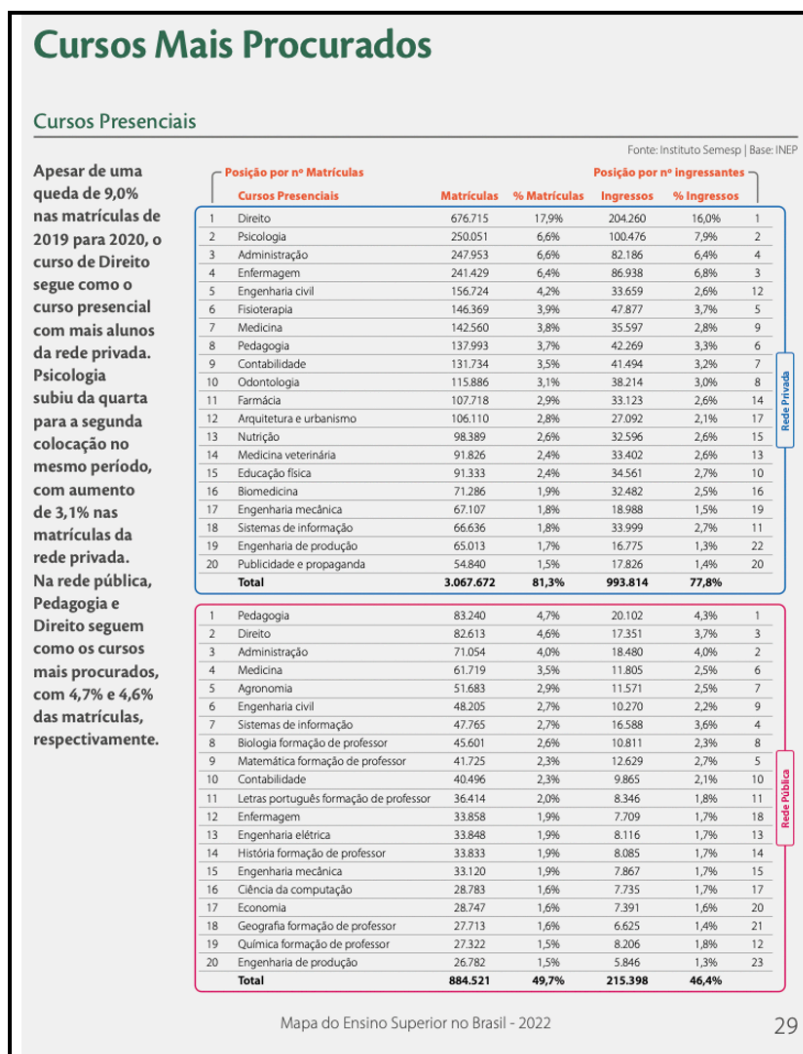 Cursos Mais Procurados
Cursos Presenciais
Fonte: Instituto Semesp | Base: INEP
Apesar de uma
queda de 9,0%
nas matrículas de
2019 para 2020, o
curso de Direito
segue como o
curso presencial
com mais alunos
da rede privada.
Psicologia
subiu da quarta
para a segunda
colocação no
mesmo período,
com aumento
de 3,1% nas
matrículas da
rede privada.
Na rede pública,
Pedagogia e
Direito seguem
como os cursos
mais procurados,
com 4,7% e 4,6%
das matrículas,
respectivamente.
Posição por nº Matrículas Posição por nº ingressantes
Cursos Presenciais Matrículas % Matrículas Ingressos % Ingressos
1 Direito 676.715 17,9% 204.260 16,0% 1
2 Psicologia 250.051 6,6% 100.476 7,9% 2
3 Administração 247.953 6,6% 82.186 6,4% 4
4 Enfermagem 241.429 6,4% 86.938 6,8% 3
5 Engenharia civil 156.724 4,2% 33.659 2,6% 12
6 Fisioterapia 146.369 3,9% 47.877 3,7% 5
7 Medicina 142.560 3,8% 35.597 2,8% 9
8 Pedagogia 137.993 3,7% 42.269 3,3% 6
9 Contabilidade 131.734 3,5% 41.494 3,2% 7
10 Odontologia 115.886 3,1% 38.214 3,0% 8
11 Farmácia 107.718 2,9% 33.123 2,6% 14
12 Arquitetura e urbanismo 106.110 2,8% 27.092 2,1% 17
13 Nutrição 98.389 2,6% 32.596 2,6% 15
14 Medicina veterinária 91.826 2,4% 33.402 2,6% 13
15 Educação física 91.333 2,4% 34.561 2,7% 10
16 Biomedicina 71.286 1,9% 32.482 2,5% 16
17 Engenharia mecânica 67.107 1,8% 18.988 1,5% 19
18 Sistemas de informação 66.636 1,8% 33.999 2,7% 11
19 Engenharia de produção 65.013 1,7% 16.775 1,3% 22
20 Publicidade e propaganda 54.840 1,5% 17.826 1,4% 20
Total 3.067.672 81,3% 993.814 77,8%
Rede Privada
1 Pedagogia 83.240 4,7% 20.102 4,3% 1
2 Direito 82.613 4,6% 17.351 3,7% 3
3 Administração 71.054 4,0% 18.480 4,0% 2
4 Medicina 61.719 3,5% 11.805 2,5% 6
5 Agronomia 51.683 2,9% 11.571 2,5% 7
6 Engenharia civil 48.205 2,7% 10.270 2,2% 9
7 Sistemas de informação 47.765 2,7% 16.588 3,6% 4
8 Biologia formação de professor 45.601 2,6% 10.811 2,3% 8
9 Matemática formação de professor 41.725 2,3% 12.629 2,7% 5
10 Contabilidade 40.496 2,3% 9.865 2,1% 10
11 Letras português formação de professor 36.414 2,0% 8.346 1,8% 11
12 Enfermagem 33.858 1,9% 7.709 1,7% 18
13 Engenharia elétrica 33.848 1,9% 8.116 1,7% 13
14 História formação de professor 33.833 1,9% 8.085 1,7% 14
15 Engenharia mecânica 33.120 1,9% 7.867 1,7% 15
16 Ciência da computação 28.783 1,6% 7.735 1,7% 17
17 Economia 28.747 1,6% 7.391 1,6% 20
18 Geografia formação de professor 27.713 1,6% 6.625 1,4% 21
19 Química formação de professor 27.322 1,5% 8.206 1,8% 12
20 Engenharia de produção 26.782 1,5% 5.846 1,3% 23
Total 884.521 49,7% 215.398 46,4%
Rede Pública
Mapa do Ensino Superior no Brasil - 2022
29